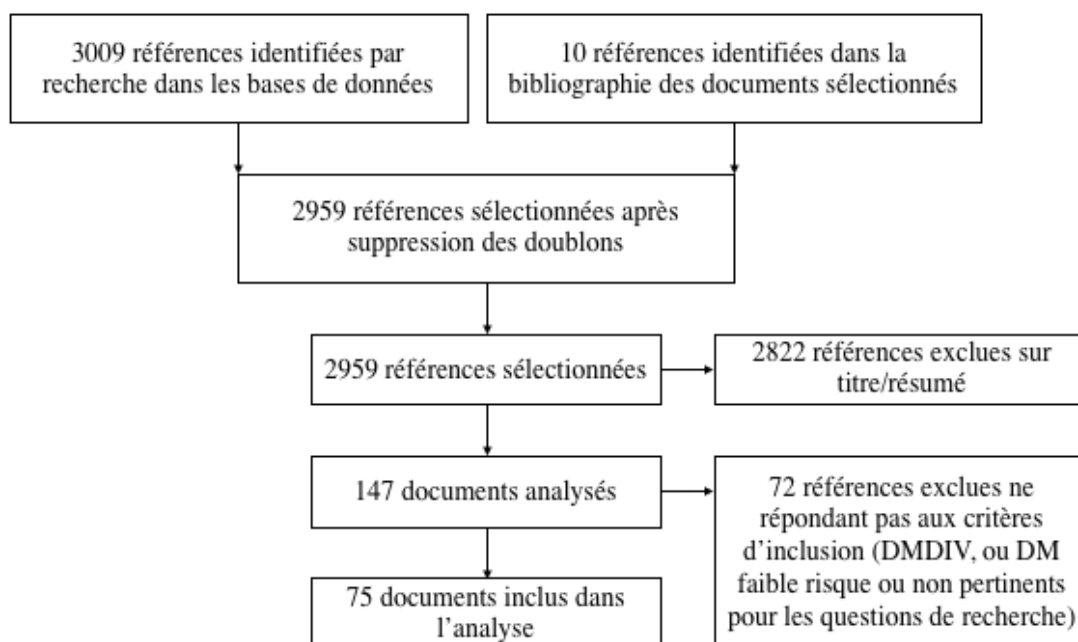 3009 références identifiées par
recherche dans les bases de données
10 références identifiées dans la
bibliographie des documents sélectionnés
2959 références sélectionnées après
suppression des doublons
2959 références sélectionnées
2822 références exclues sur
titre/résumé
147 documents analysés
72 références exclues ne
répondant pas aux critères
d'inclusion (DMDIV, ou DM
faible risque ou non pertinents
pour les questions de recherche)
75 documents inclus dans
l'analyse